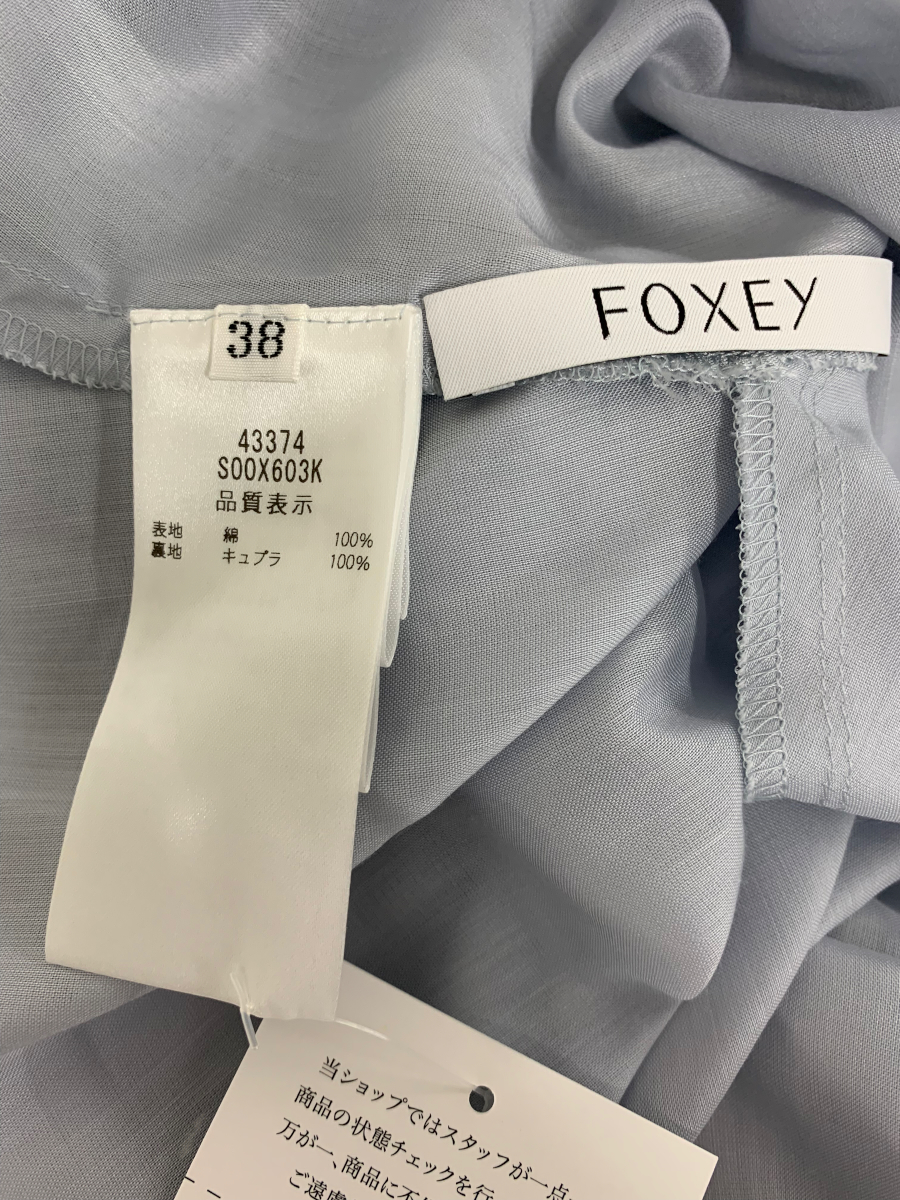 FOXEY
38
43374
S00X603K
品質表示
表地 綿 100%
裏地 キュプラ 100%
当ショップではスタッフが一点
商品の状態チェックを行
万が一、商品に不
ご遠慮